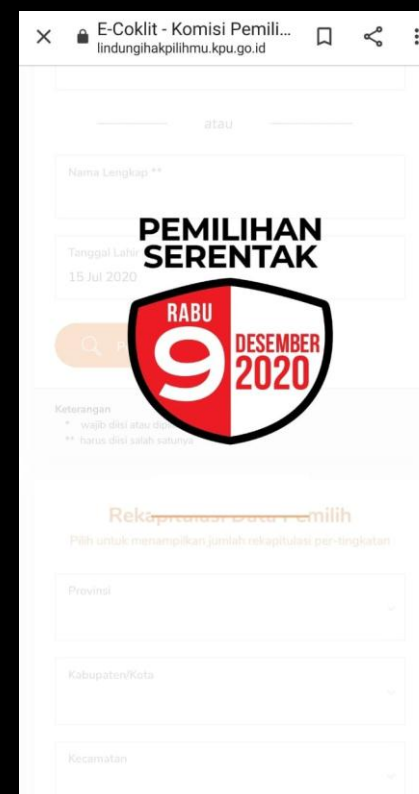 E-Coklit - Komisi Pemili...
lindungihakpilihmu.kpu.go.id
atau
Nama Lengkap **
PEMILIHAN
Tanggal Lahir
SERENTAK
15 Jul 2020
RABU
9
DESEMBER
2020
Keterangan
* wajib diisi atau
** harus diisi salah satunya
Rekapitulasi Data Pemilih
Pilih untuk menampilkan jumlah rekapitulasi per-tingkatan
Provinsi
Kabupaten/Kota
Kecamatan